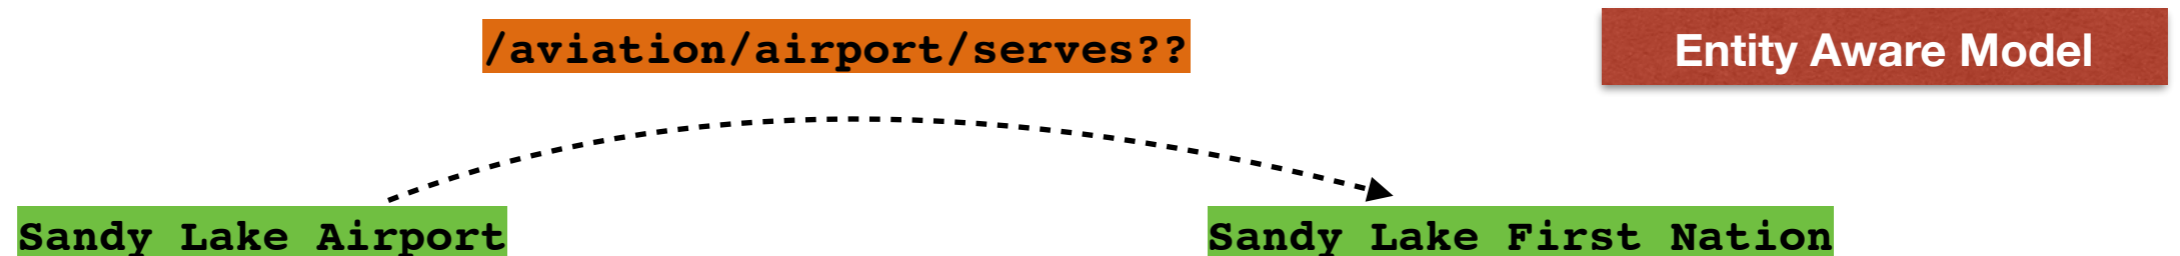 /aviation/airport/serves??
Entity Aware Model
Sandy Lake Airport
Sandy Lake First Nation